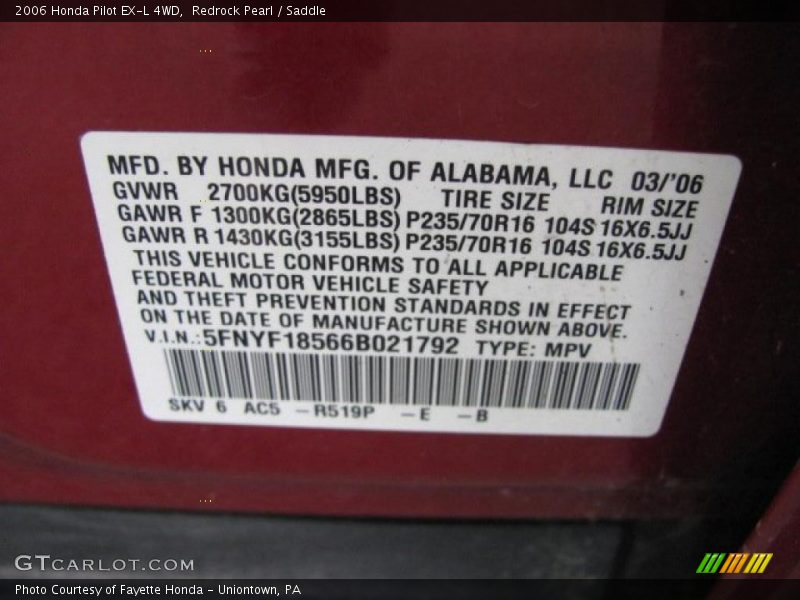 2006 Honda Pilot EX-L 4WD,  Redrock Pearl / Saddle
MFD. BY HONDA MFG. OF ALABAMA, LLC 03/'06
GVWR 2700KG(5950LBS) TIRE SIZE RIM SIZE
GAWR F 1300KG(2865LBS) P235/70R16 104S 16X6.5JJ
GAWR R 1430KG(3155LBS) P235/70R16 104S 16X6.5JJ
THIS VEHICLE CONFORMS TO ALL APPLICABLE
FEDERAL MOTOR VEHICLE SAFETY
AND THEFT PREVENTION STANDARDS IN EFFECT
ON THE DATE OF MANUFACTURE SHOWN ABOVE.
V.I.N.:5FNYF18566B021792 TYPE: MPV
SKV 6 AC5 -R519P -E -B
GTCARLOT.COM
Photo Courtesy of Fayette Honda - Uniontown, PA